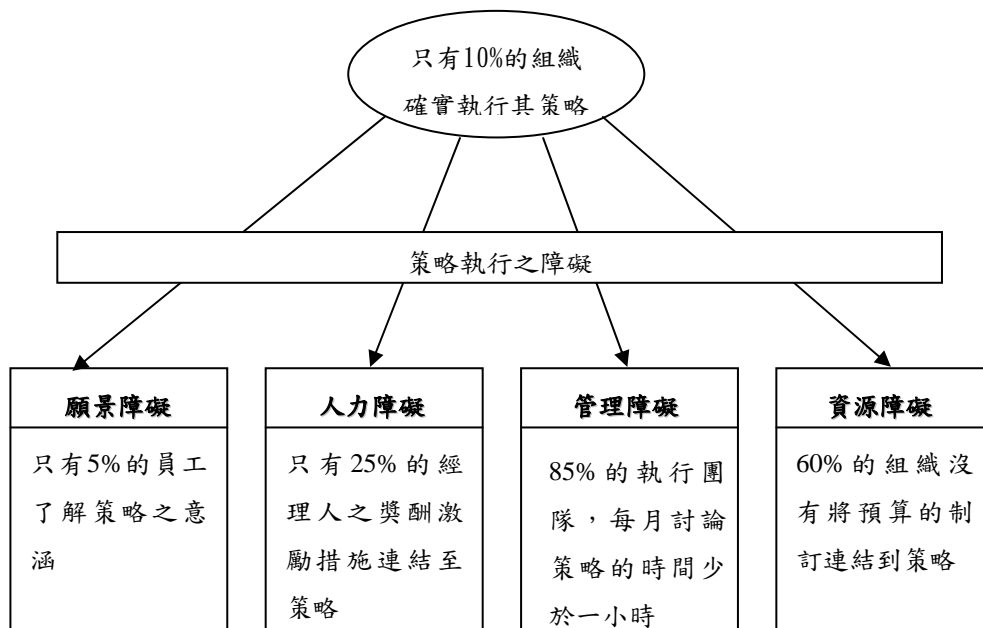 只有10%的組織
確實執行其策略
策略執行之障礙
願景障礙
只有5%的員工
了解策略之意
涵
人力障礙
只有25%的經
理人之獎酬激
勵措施連結至
策略
管理障礙
85%的執行團
隊，每月討論
策略的時間少
於一小時
資源障礙
60%的組織沒
有將預算的制
訂連結到策略